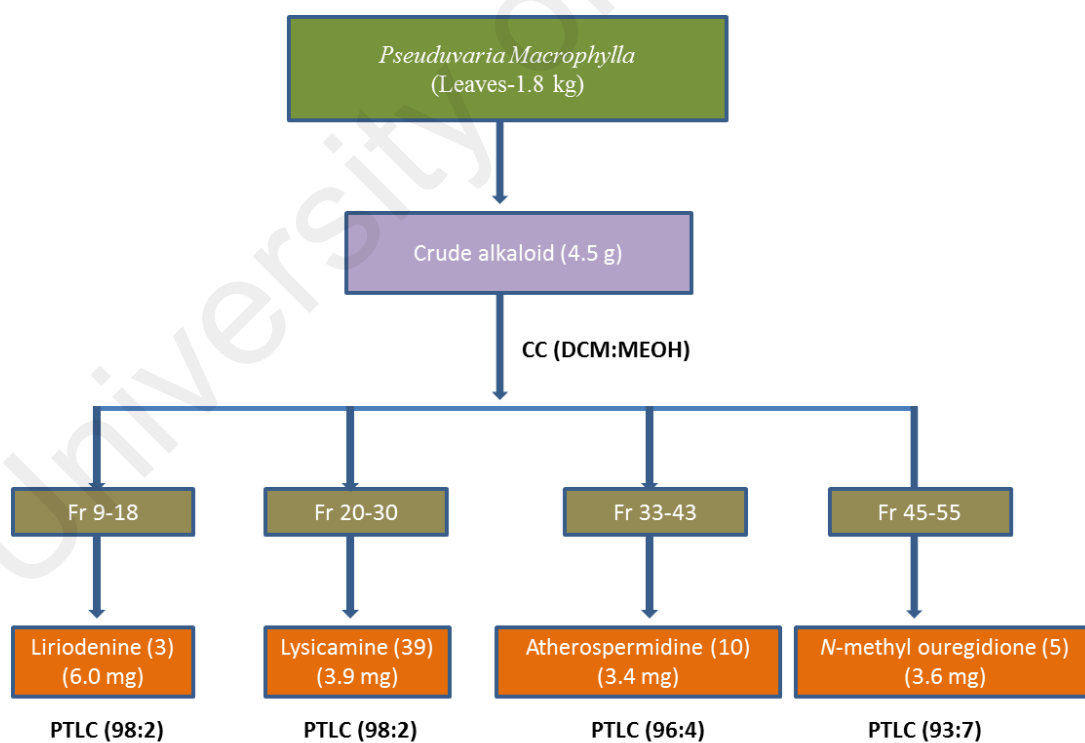 Pseuduvaria Macrophylla
(Leaves-1.8 kg)
Crude alkaloid (4.5 g)
CC (DCM:MEOH)
Fr 9-18
Fr 20-30
Fr 33-43
Fr 45-55
Liriodenine (3)
(6.0 mg)
Lysicamine (39)
(3.9 mg)
Atherospermidine (10)
(3.4 mg)
N-methyl ouregidione (5)
(3.6 mg)
PTLC (98:2)
PTLC (98:2)
PTLC (96:4)
PTLC (93:7)
University of